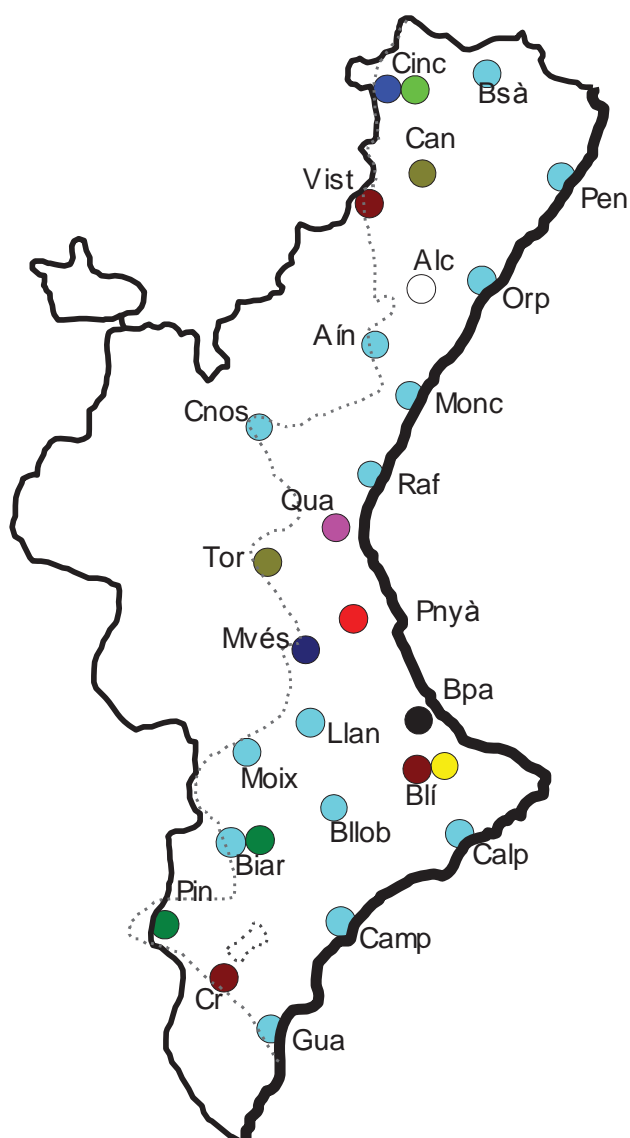 Cinc
Bsà
Can
Vist
Pen
Alc
Orp
Aín
Monc
Cnos
Raf
Qua
Tor
Pnyà
Mvés
Bpa
Llan
Moix
Blí
Bllob
Calp
Biar
Pin
Camp
Cr
Gua